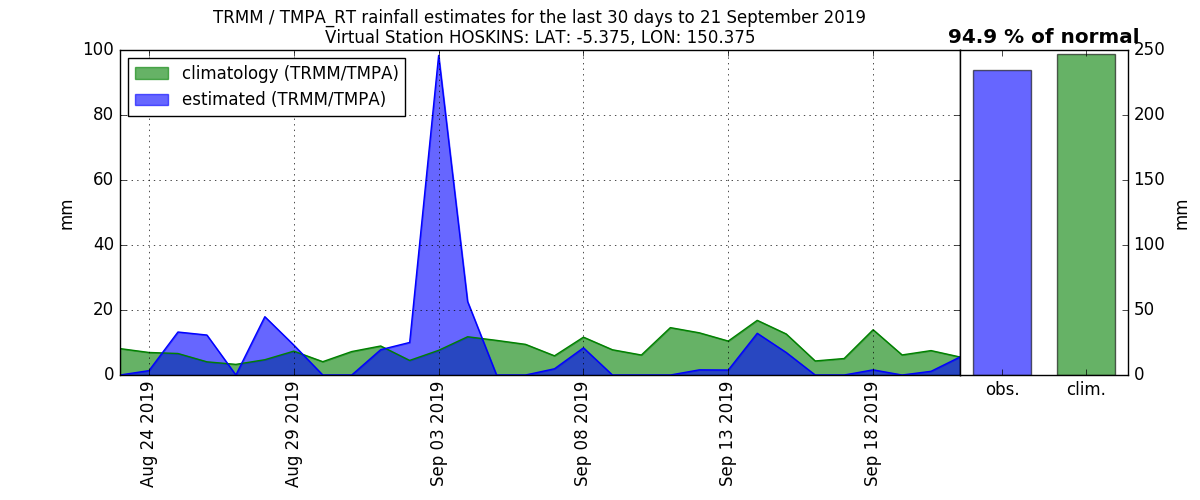 TRMM / TMPA_RT rainfall estimates for the last 30 days to 21 September 2019
Virtual Station HOSKINS: LAT: -5.375, LON: 150.375
94.9 % of normal
climatology (TRMM/TMPA)
estimated (TRMM/TMPA)
100
80
60
40
20
0
mm
250
200
150
100
50
0
mm
Aug 24 2019
Aug 29 2019
Sep 03 2019
Sep 08 2019
Sep 13 2019
Sep 18 2019
obs.
clim.